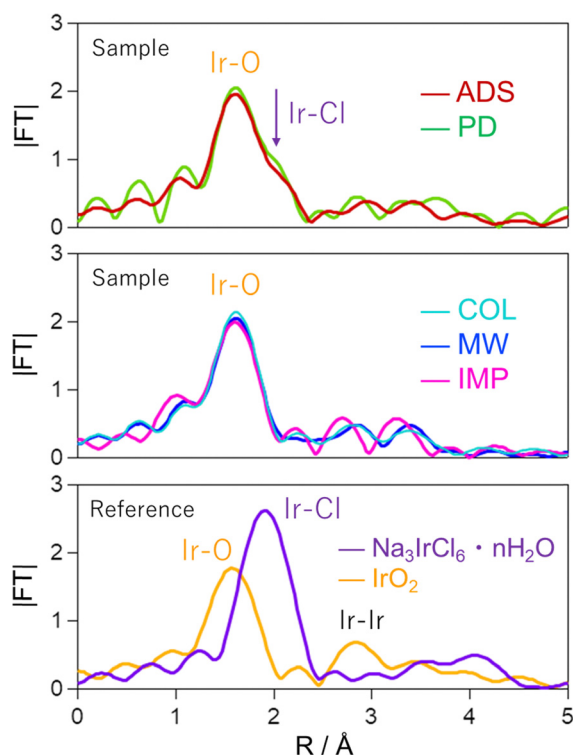 3
Sample
Ir-O
2
Ir-Cl
ADS
PD
|FT|
1
0
3
Sample
Ir-O
2
COL
MW
IMP
|FT|
1
0
3
Reference
Ir-Cl
Ir-O
Na₃IrCl₆・nH₂O
IrO₂
2
|FT|
Ir-Ir
1
0
0 1 2 3 4 5
R / Å